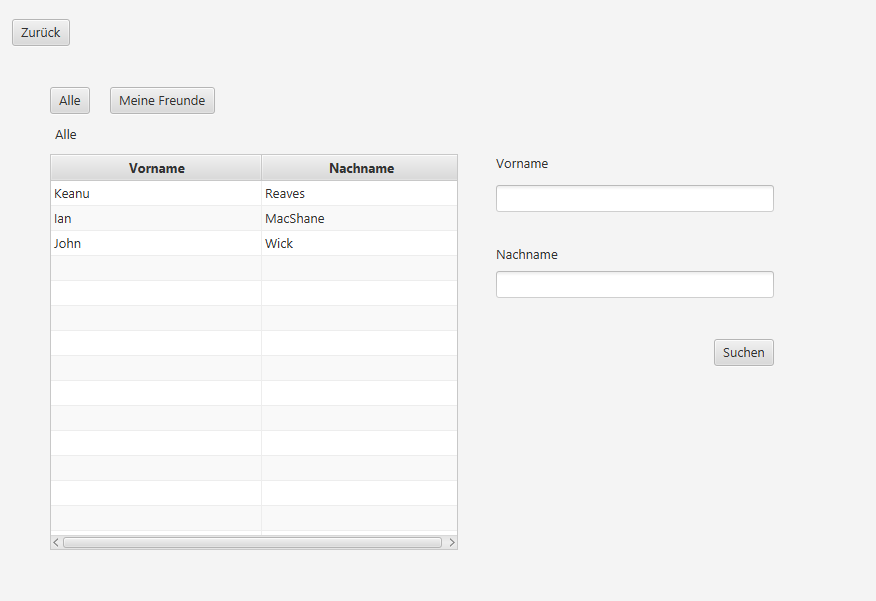 Zurück
Alle Meine Freunde
Alle
Vorname Nachname
Keanu Reaves
Ian MacShane
John Wick
Vorname
Nachname
Suchen